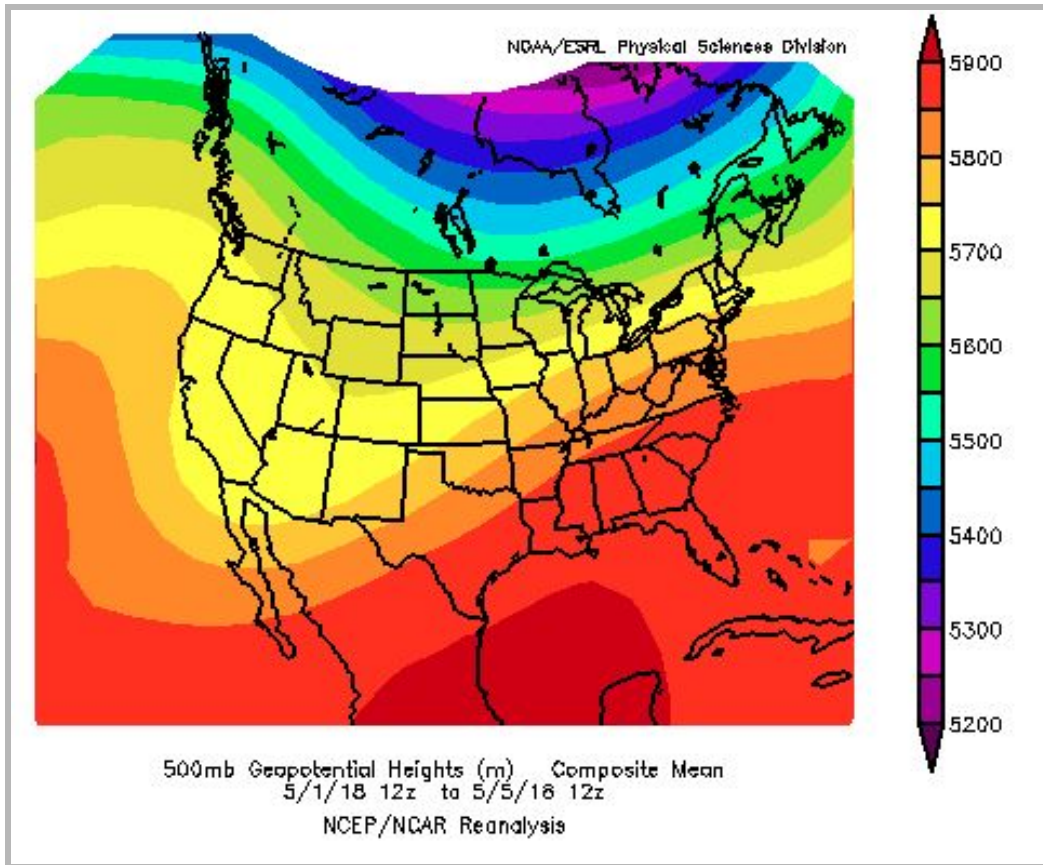 NOAA/ESRL Physical Sciences Division
5900
5800
5700
5600
5500
5400
5300
5200
500mb Geopotential Heights (m) Composite Mean
5/1/18 12z to 5/5/18 12z
NCEP/NCAR Reanalysis